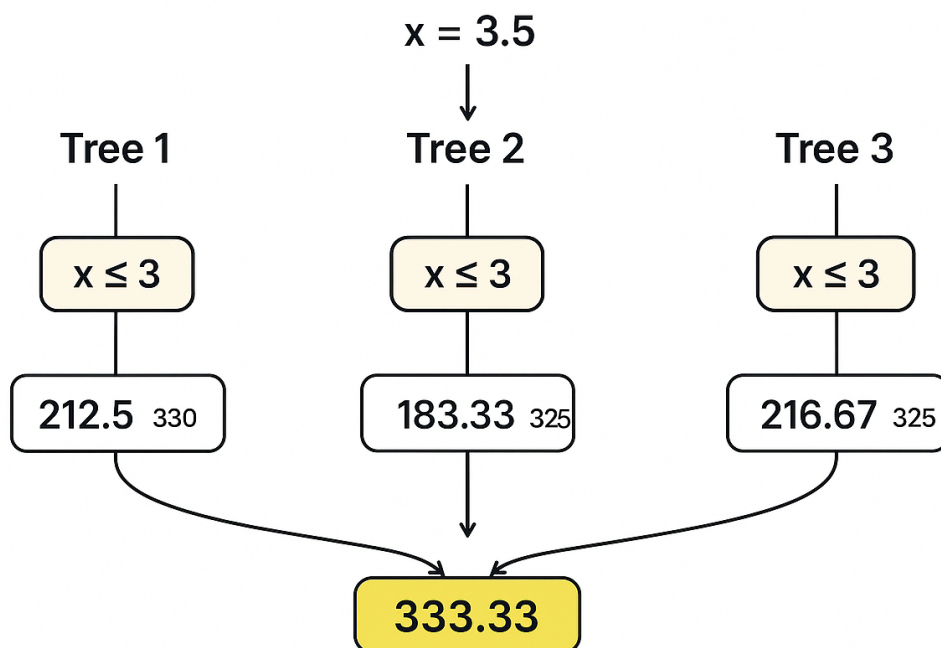 x = 3.5
Tree 1
Tree 2
Tree 3
x ≤ 3
x ≤ 3
x ≤ 3
212.5 330
183.33 325
216.67 325
333.33